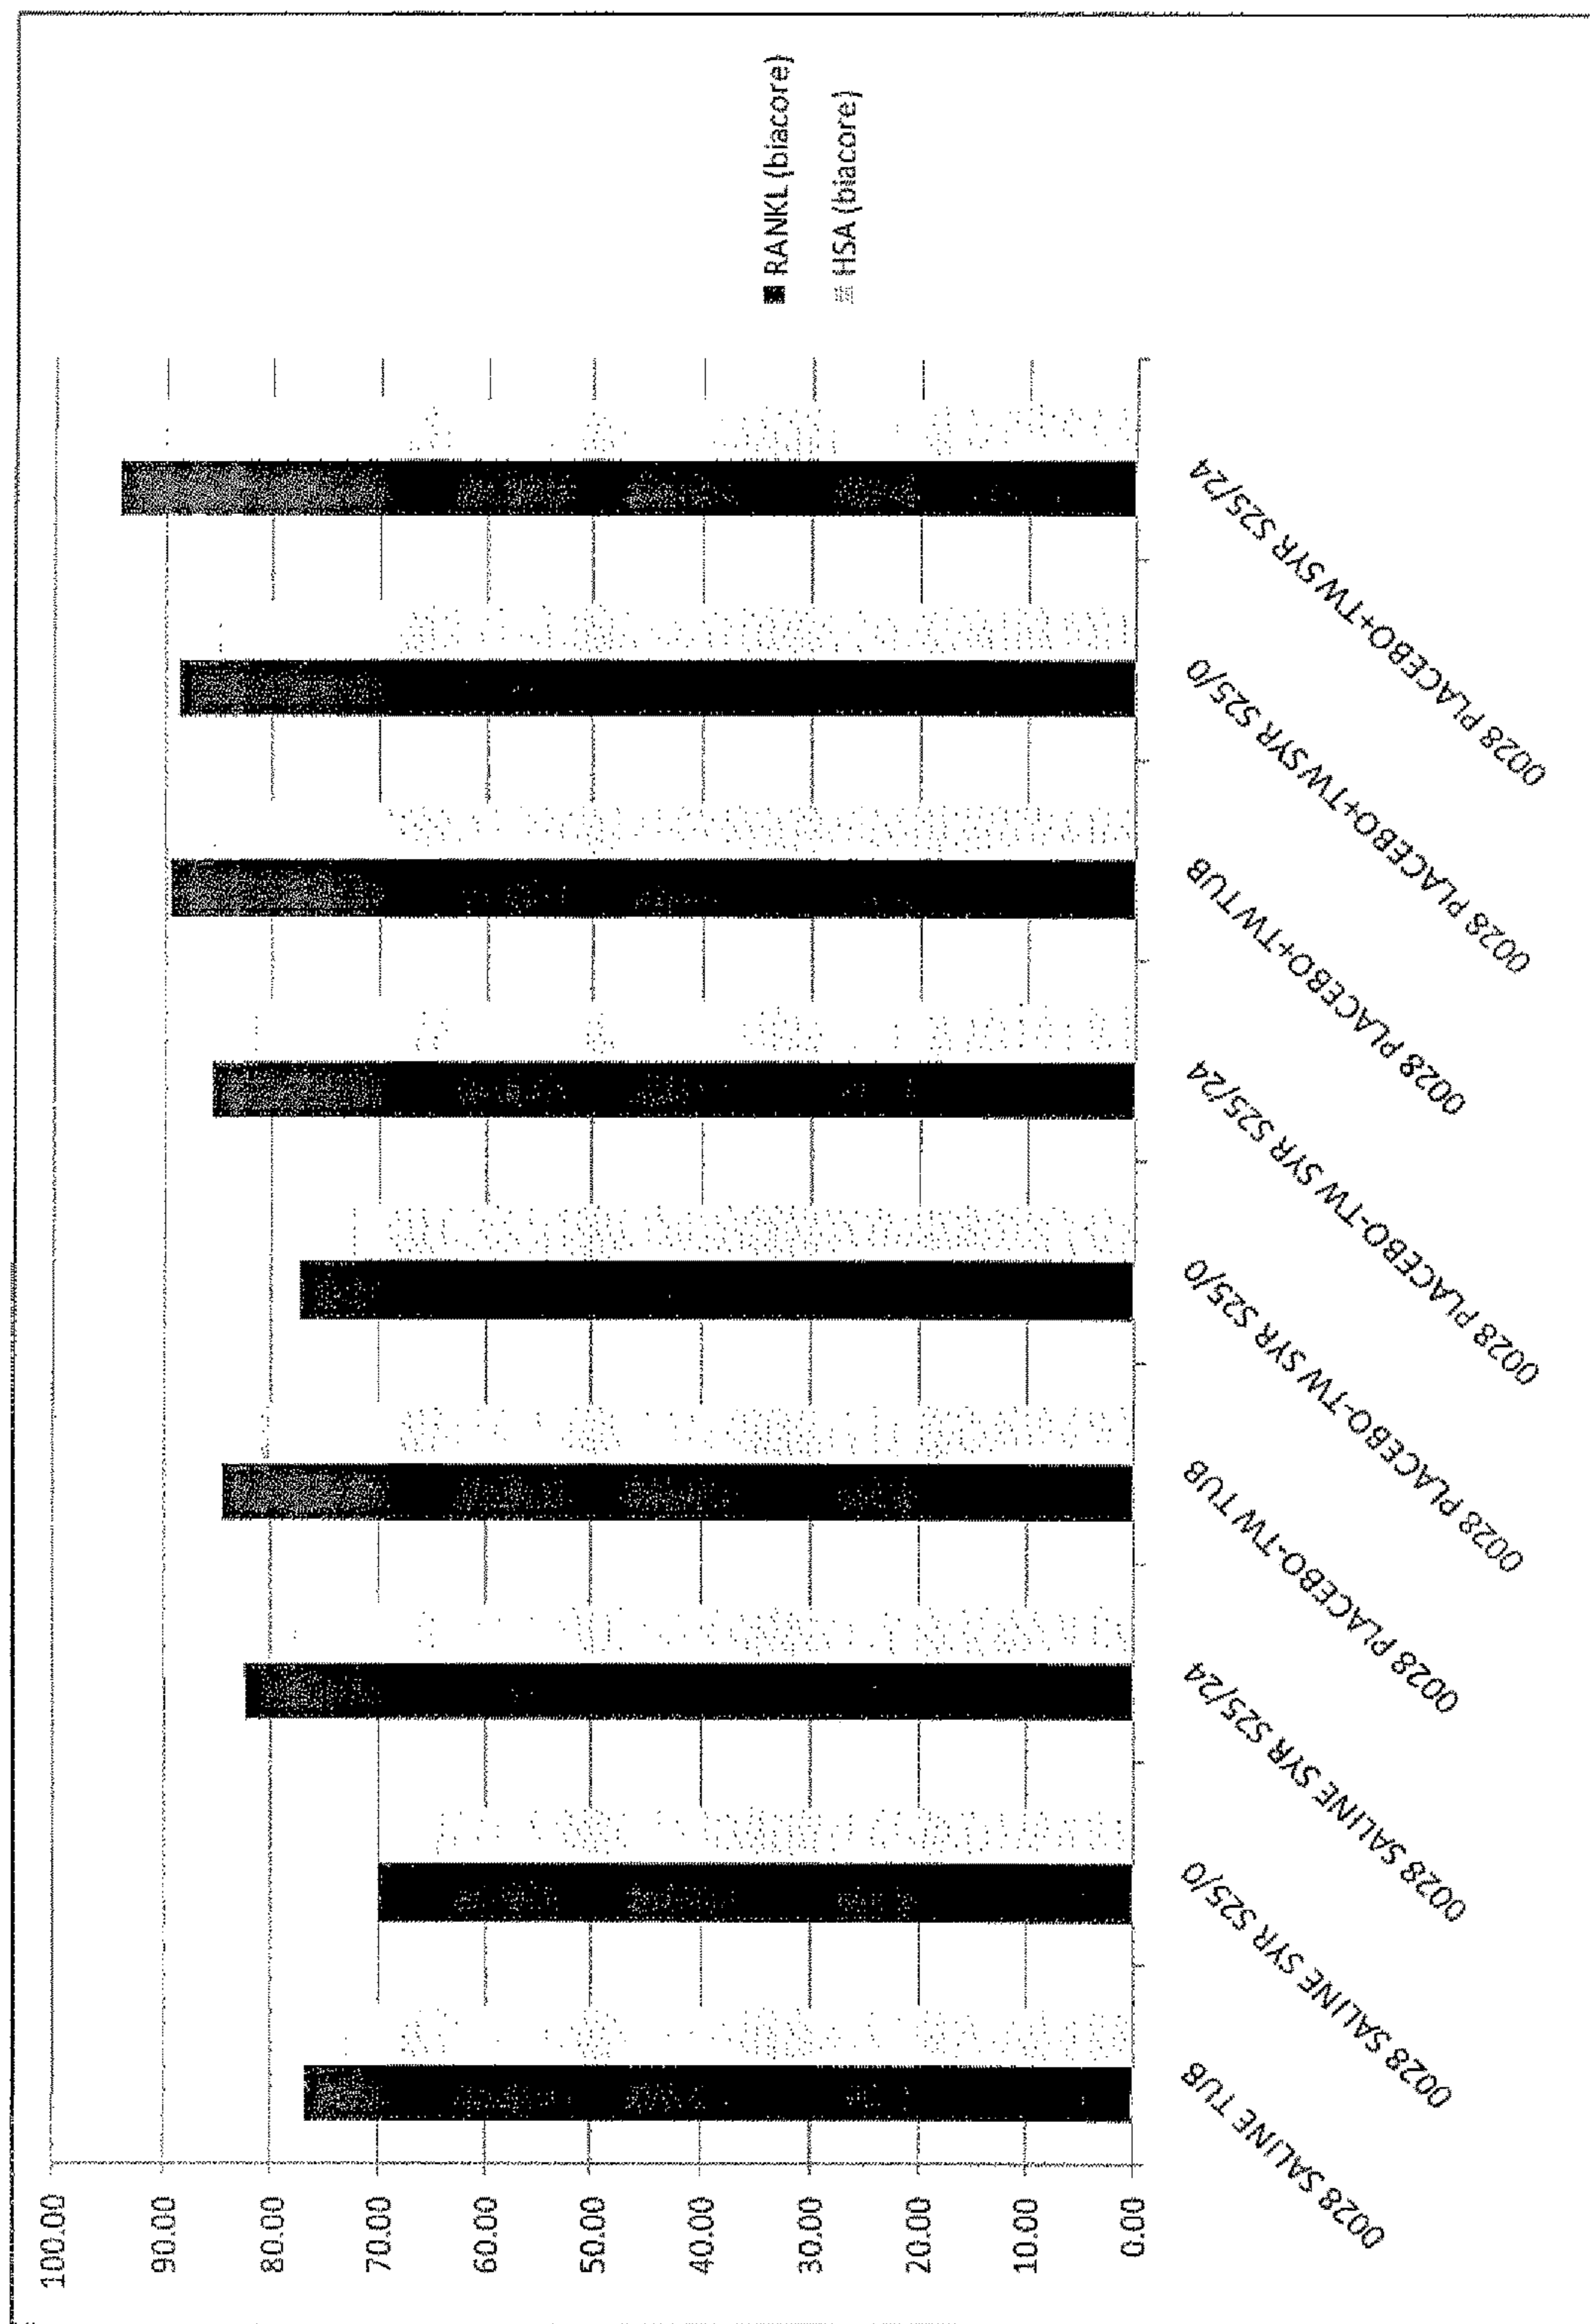 100.00
90.00
80.00
70.00
60.00
50.00
40.00
30.00
20.00
10.00
0.00
0028 SALINE TUB
0028 SALINE SYR S25/0
0028 SALINE SYR S25/24
0028 PLACEBO-TW TUB
0028 PLACEBO-TW SYR S25/0
0028 PLACEBO-TW SYR S25/24
0028 PLACEBO+TW TUB
0028 PLACEBO+TW SYR S25/0
0028 PLACEBO+TW SYR S25/24
RANKL (biacore)
HSA (biacore)